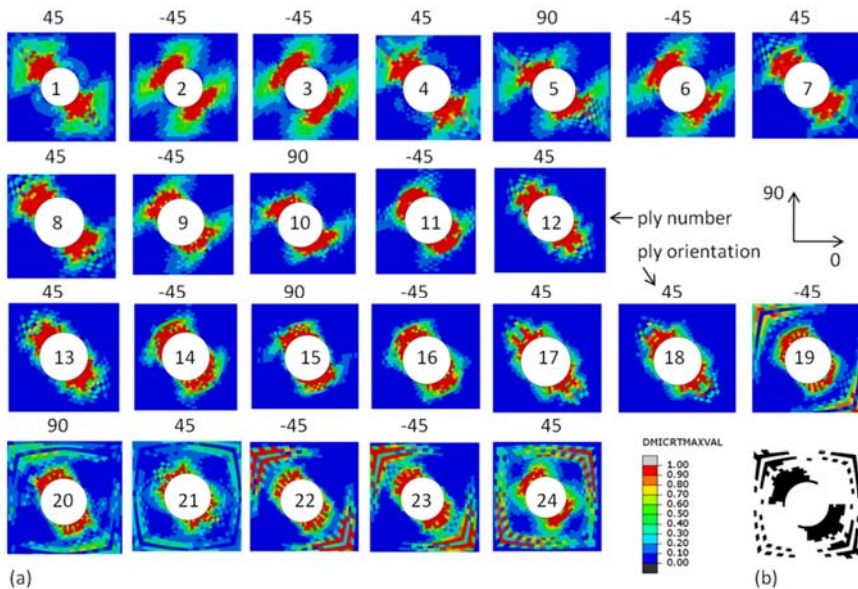 45 -45 -45 45 90 -45 45
1 2 3 4 5 6 7
45 -45 90 -45 45
8 9 10 11 12
ply number
ply orientation
90
0
45 -45 90 -45 45 45 -45
13 14 15 16 17 18 19
90 45 -45 -45 45
20 21 22 23 24
DMICRTMAXVAL
1.00
0.90
0.80
0.70
0.60
0.50
0.40
0.30
0.20
0.10
0.00
(a) (b)